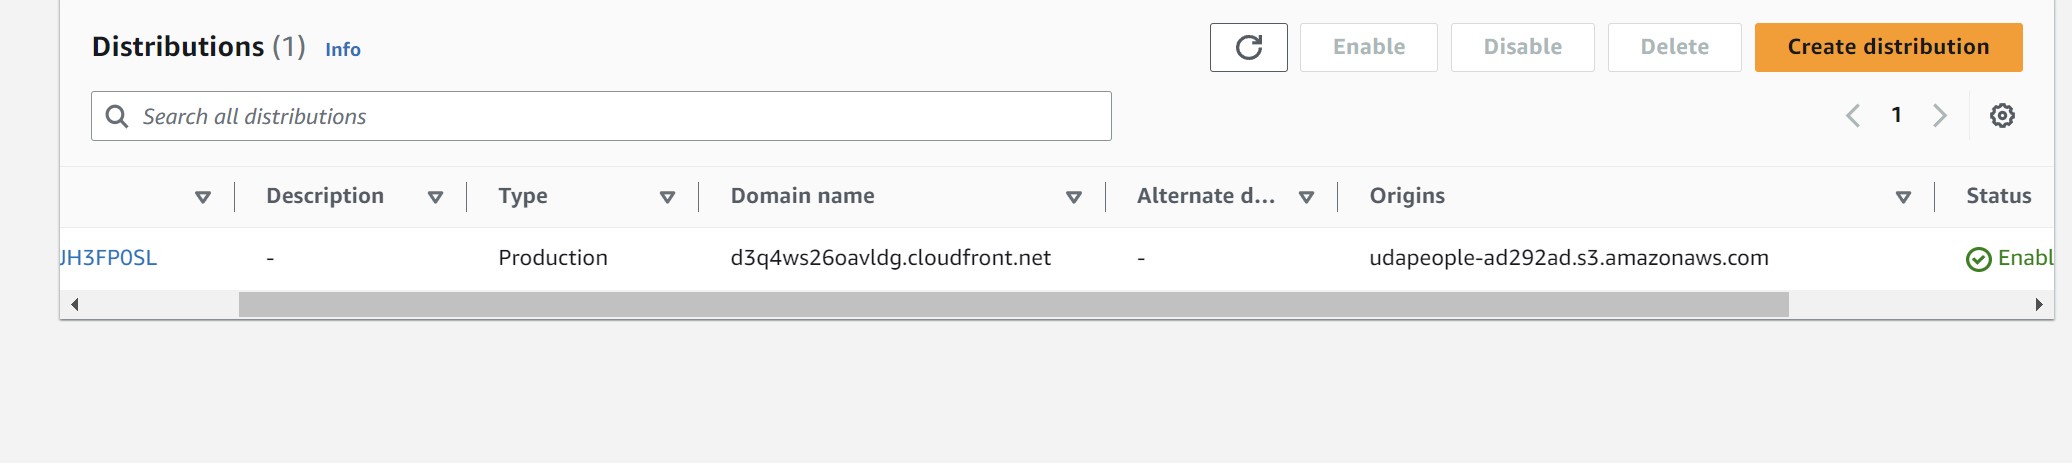 Distributions (1) Info
Enable Disable Delete Create distribution
Search all distributions
1
Description Type Domain name Alternate d... Origins Status
JH3FP0SL - Production d3q4ws26oavldg.cloudfront.net - udapeople-ad292ad.s3.amazonaws.com Enabl